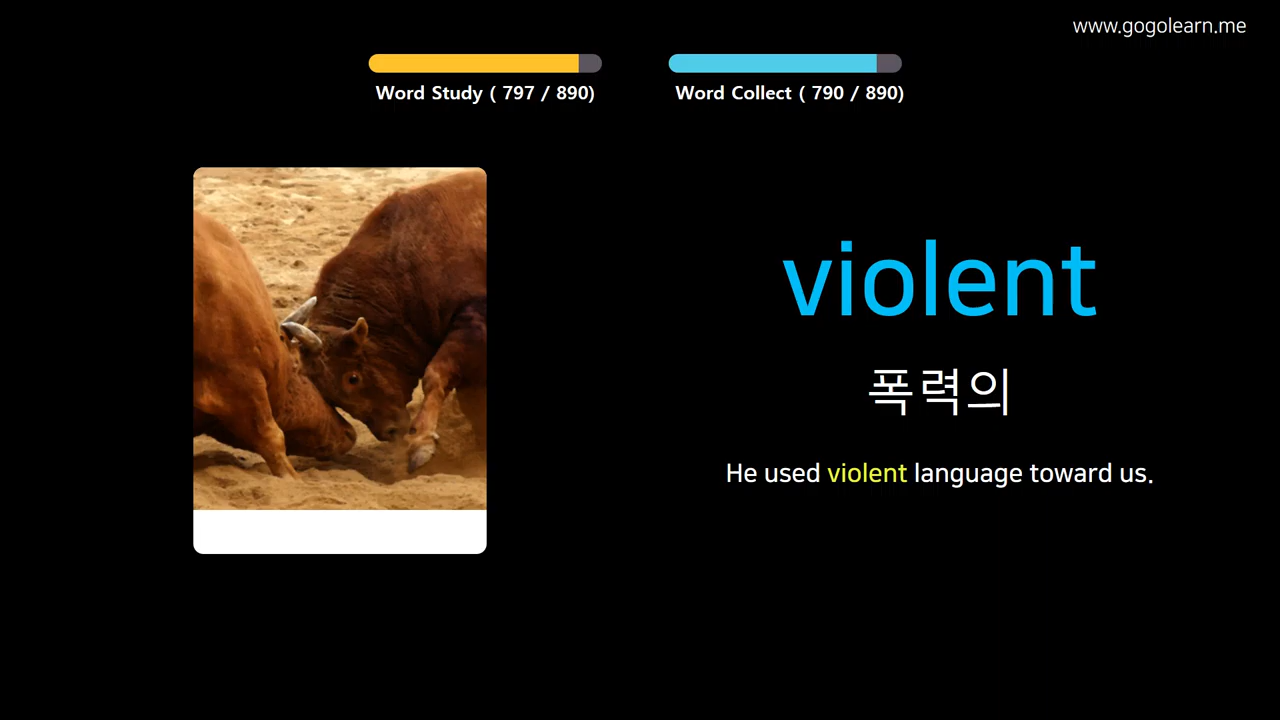 www.gogolearn.me
Word Study ( 797 / 890)
Word Collect ( 790 / 890)
violent
폭력의
He used violent language toward us.